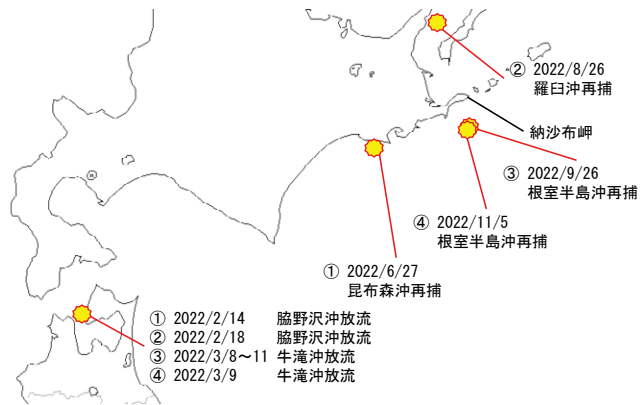 ② 2022/8/26
羅臼沖再捕
納沙布岬
③ 2022/9/26
根室半島沖再捕
④ 2022/11/5
根室半島沖再捕
① 2022/6/27
昆布森沖再捕
① 2022/2/14 脇野沢沖放流
② 2022/2/18 脇野沢沖放流
③ 2022/3/8～11 牛滝沖放流
④ 2022/3/9 牛滝沖放流